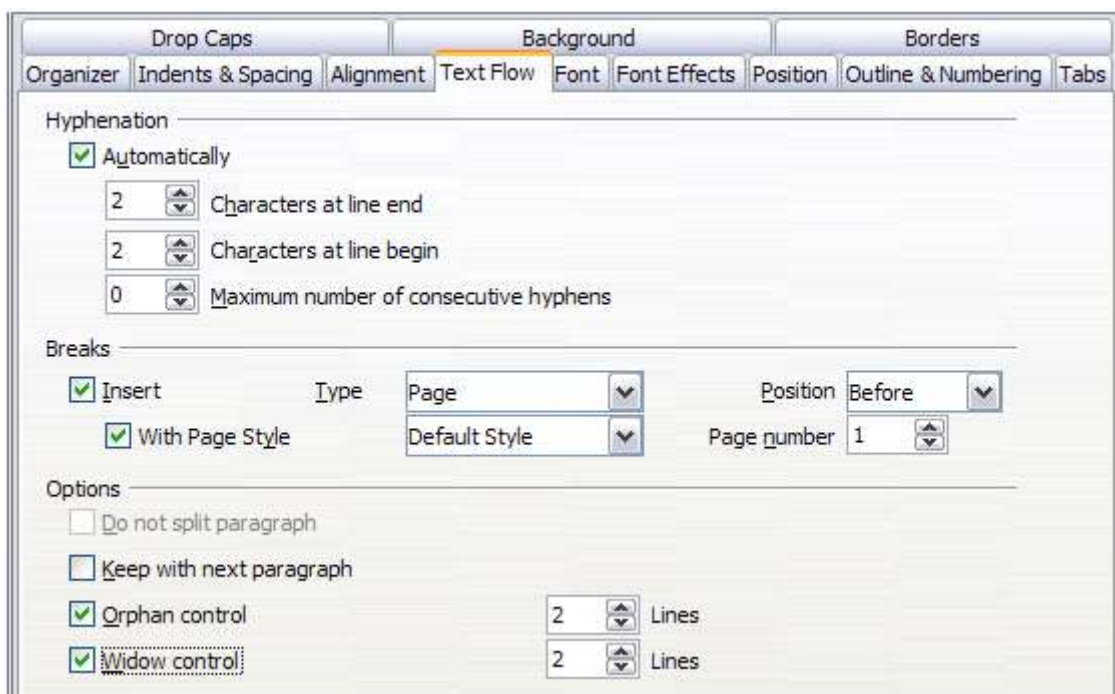 Drop Caps Background Borders
Organizer Indents & Spacing Alignment Text Flow Font Font Effects Position Outline & Numbering Tabs
Hyphenation
Automatically
2 Characters at line end
2 Characters at line begin
0 Maximum number of consecutive hyphens
Breaks
Insert Type Page Position Before
With Page Style Default Style Page number 1
Options
Do not split paragraph
Keep with next paragraph
Orphan control 2 Lines
Widow control 2 Lines